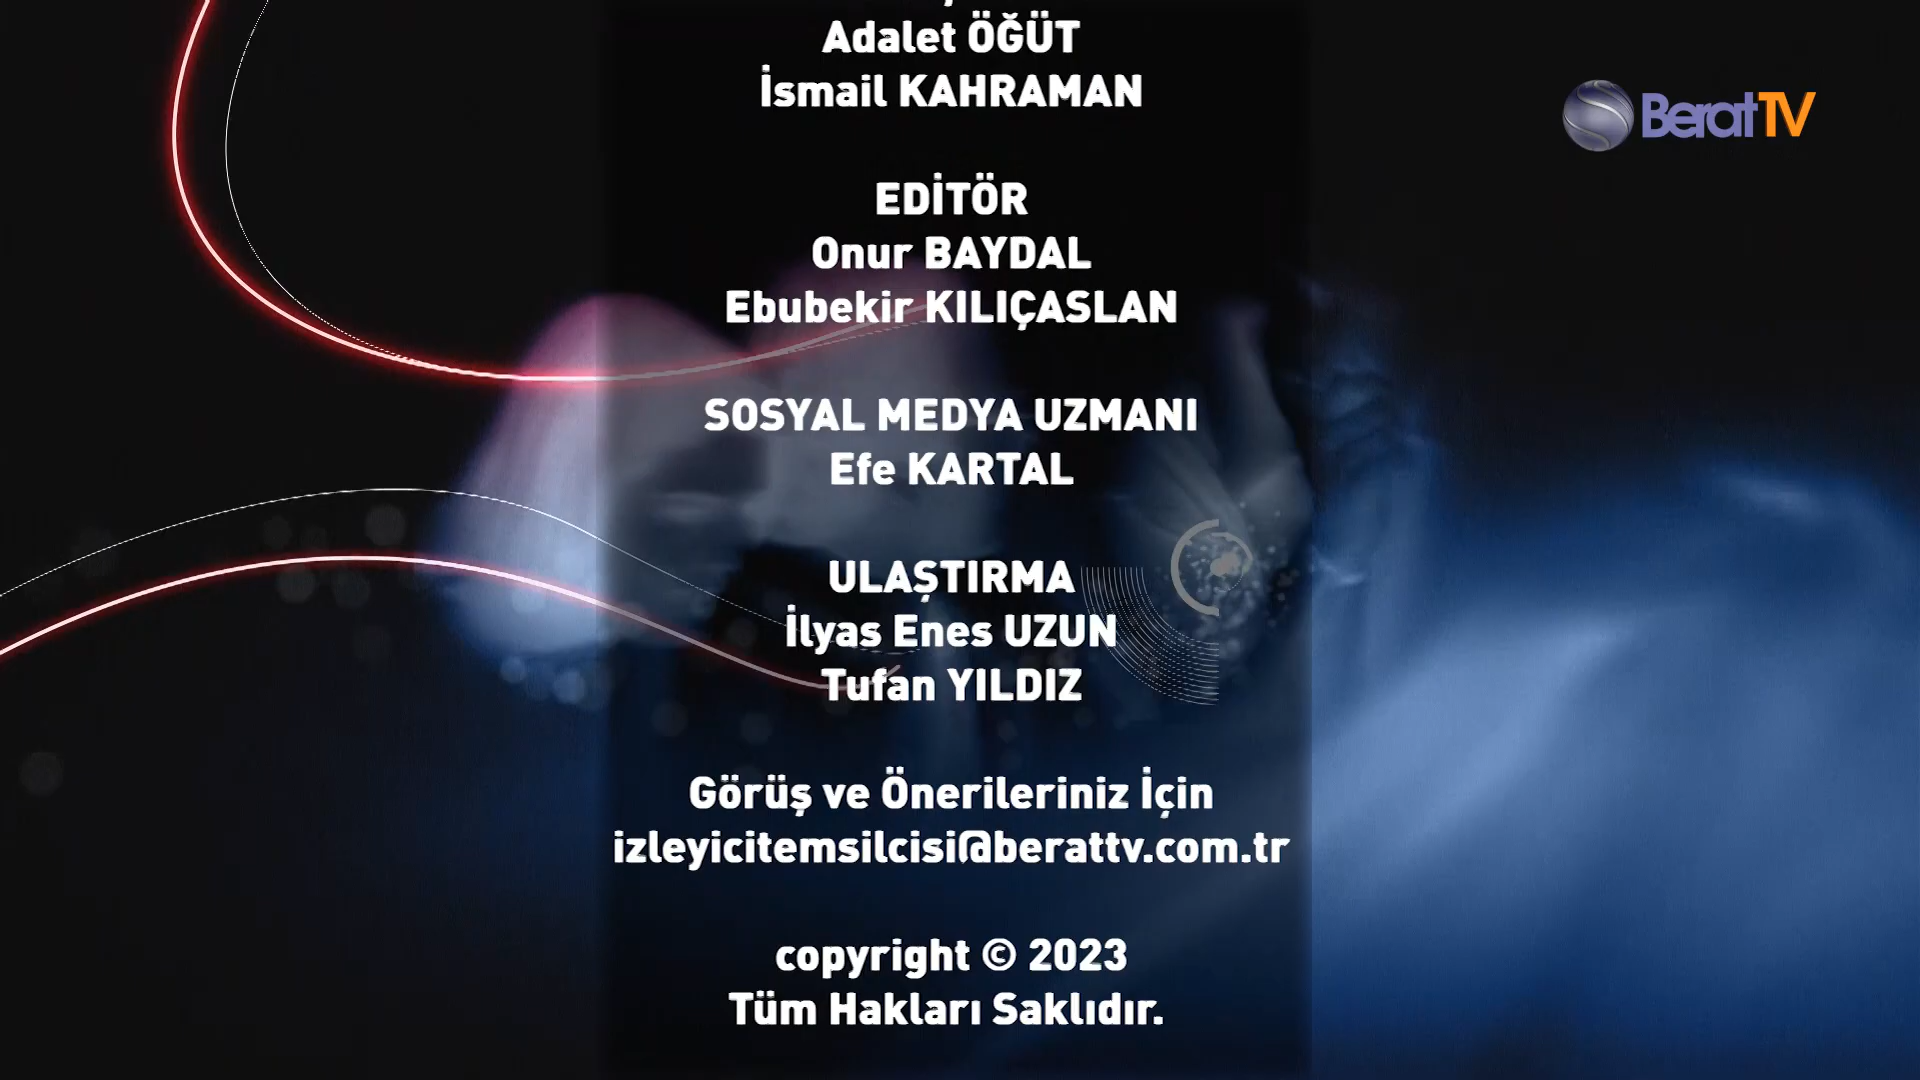 Adalet ÖĞÜT
İsmail KAHRAMAN
BeratTV
EDİTÖR
Onur BAYDAL
Ebubekir KILIÇASLAN
SOSYAL MEDYA UZMANI
Efe KARTAL
ULAŞTIRMA
İlyas Enes UZUN
Tufan YILDIZ
Görüş ve Önerileriniz İçin
izleyicitemsilcisi@berattv.com.tr
copyright © 2023
Tüm Hakları Saklıdır.